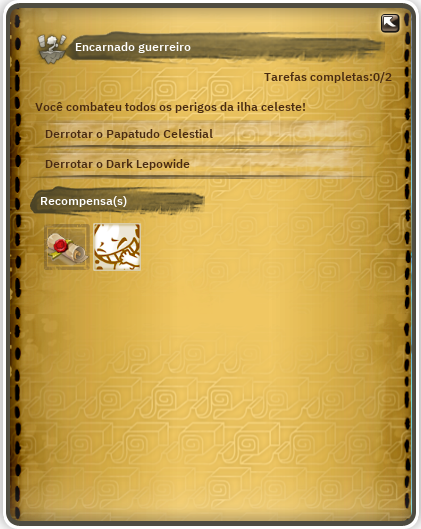 Encarnado guerreiro
Tarefas completas:0/2
Você combateu todos os perigos da ilha celeste!
Derrotar o Papatudo Celestial
Derrotar o Dark Lepowide
Recompensa(s)